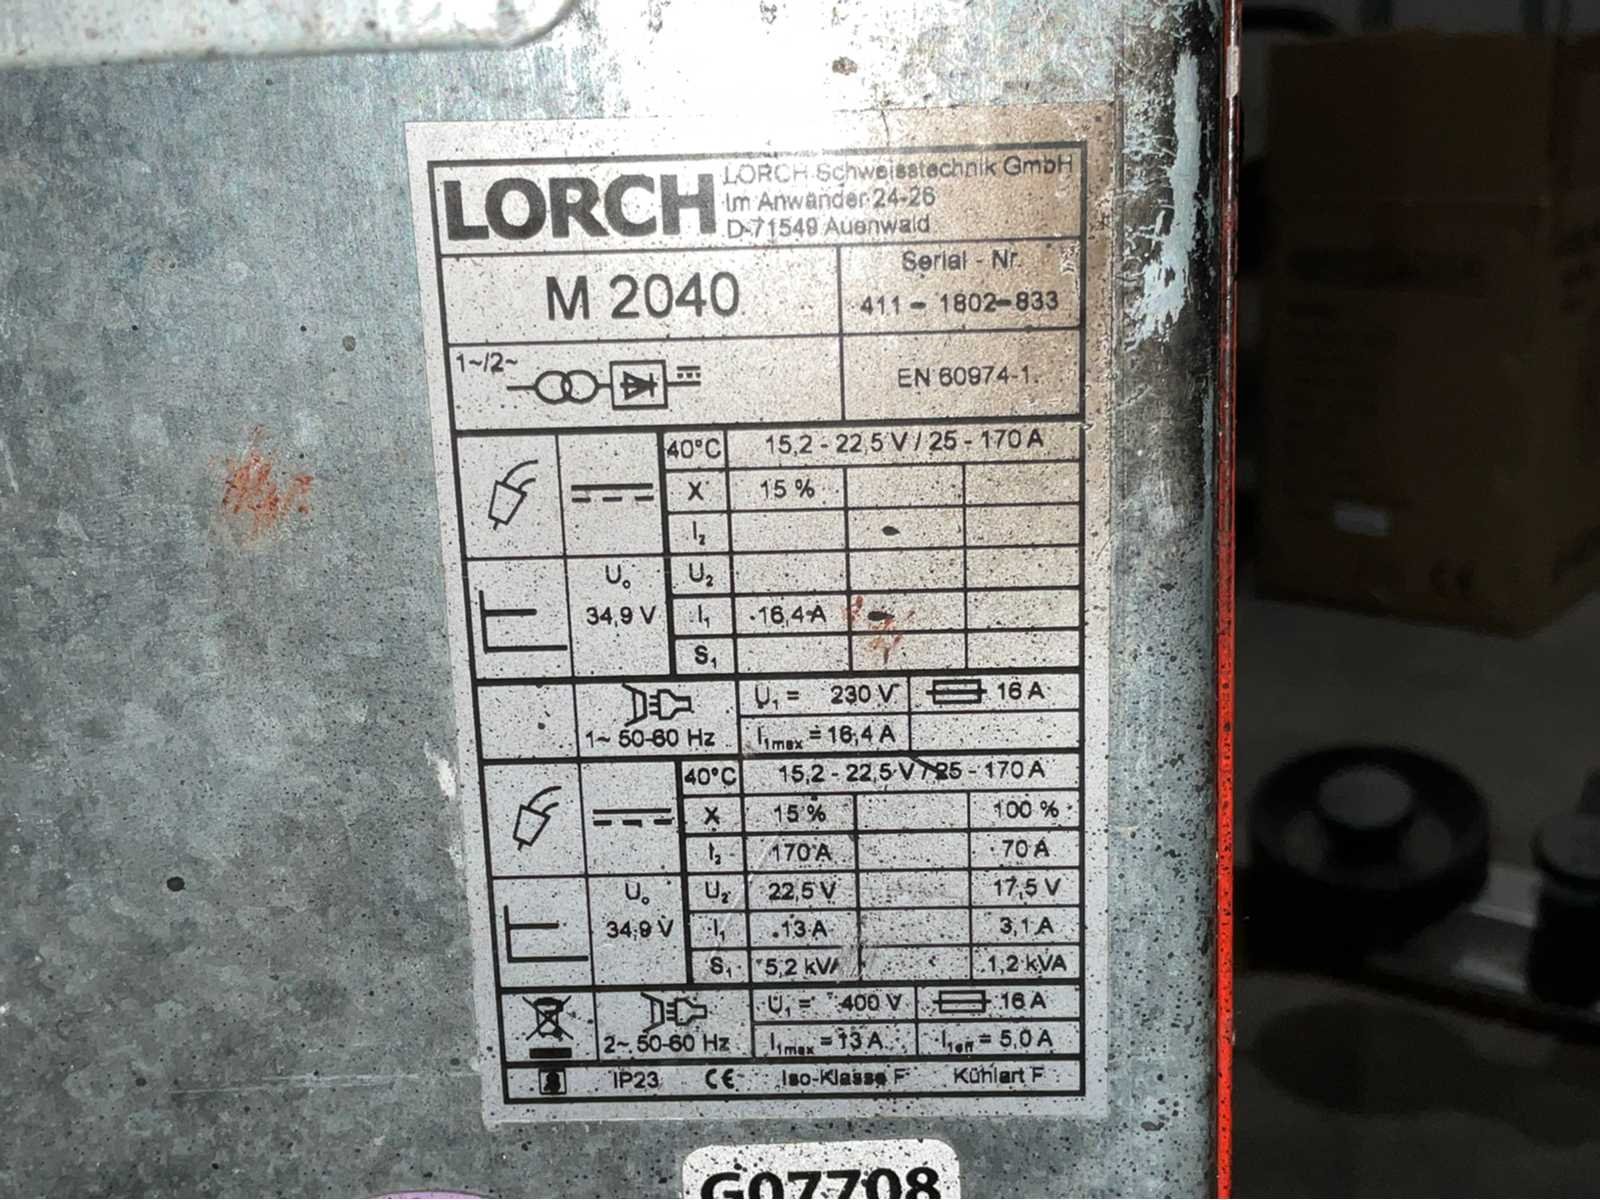 LORCH
LORCH Schweisstechnik GmbH
Im Anwänder 24-26
D-71549 Auenwald
M 2040
Serial - Nr.
411 - 1802-833
1~/2~
EN 60974-1
40°C 15,2 - 22,5 V / 25 - 170 A
X 15 %
I₂
U₀ U₂
34,9 V I₁ 16,4 A
S₁
U₁ = 230 V 16 A
1~ 50-60 Hz I₁max = 16,4 A
40°C 15,2 - 22,5 V / 25 - 170 A
X 15% 100 %
I₂ 170 A 70 A
U₀ U₂ 22,5 V 17,5 V
34,9 V I₁ 13 A 3,1 A
S₁ 5,2 kVA 1,2 kVA
U₁ = 400 V 16 A
2~ 50-60 Hz I₁max = 13 A I₁eff = 5,0 A
S IP23 CE Iso-Klasse F Kühlart F
G07708